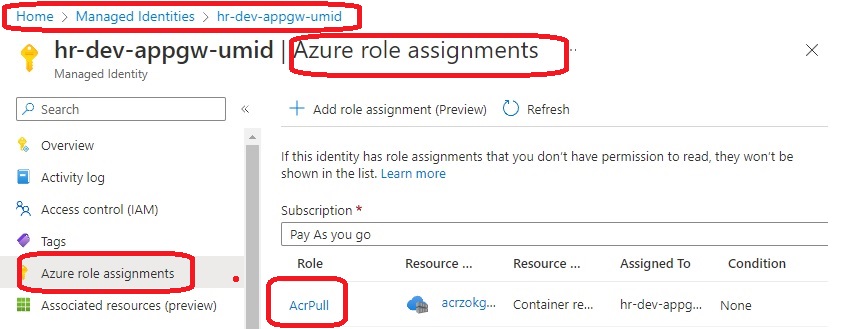 Home > Managed Identities > hr-dev-appgw-umid
hr-dev-appgw-umid | Azure role assignments ...
Managed Identity
Search
Add role assignment (Preview) Refresh
Overview
Activity log
Access control (IAM)
Tags
Azure role assignments
Associated resources (preview)
If this identity has role assignments that you don't have permission to read, they won't be
shown in the list. Learn more
Subscription *
Pay As you go
Role Resource ... Resource ... Assigned To Condition
AcrPull acrzokg... Container re... hr-dev-appg... None